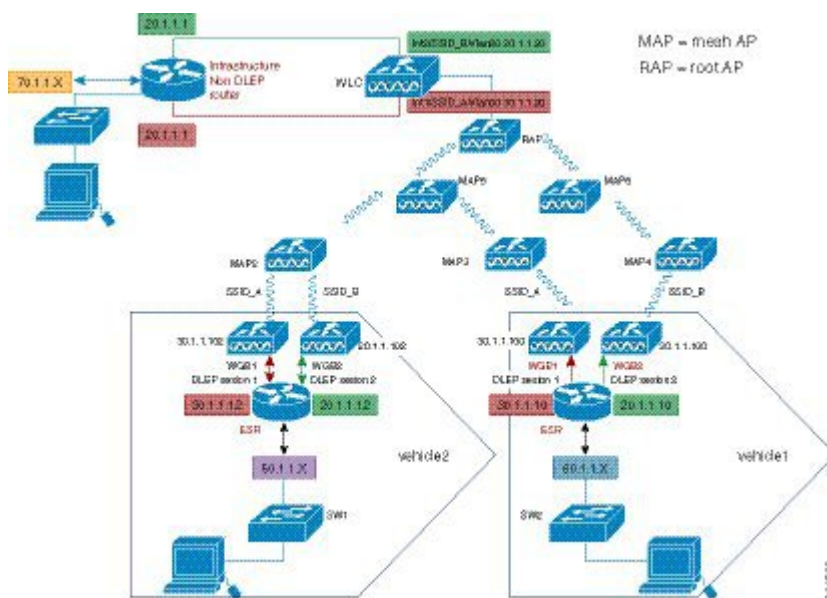 20.1.1.1
MAP = mesh AP
RAP = root AP
Infrastructure
Non DLEP
router
70.1.1.X
WLC
20.1.1.1
RAP
MAP5
MAP6
MAP2
MAP3
MAP4
SSID_A
SSID_B
SSID_A
SSID_B
30.1.1.102
20.1.1.102
WGB1
WGB2
DLEP session 1
DLEP session 2
30.1.1.12
20.1.1.12
ESR
50.1.1.X
vehicle2
SW1
30.1.1.100
20.1.1.100
WGB1
WGB2
DLEP session 1
DLEP session 2
30.1.1.10
20.1.1.10
ESR
60.1.1.X
vehicle1
SW2